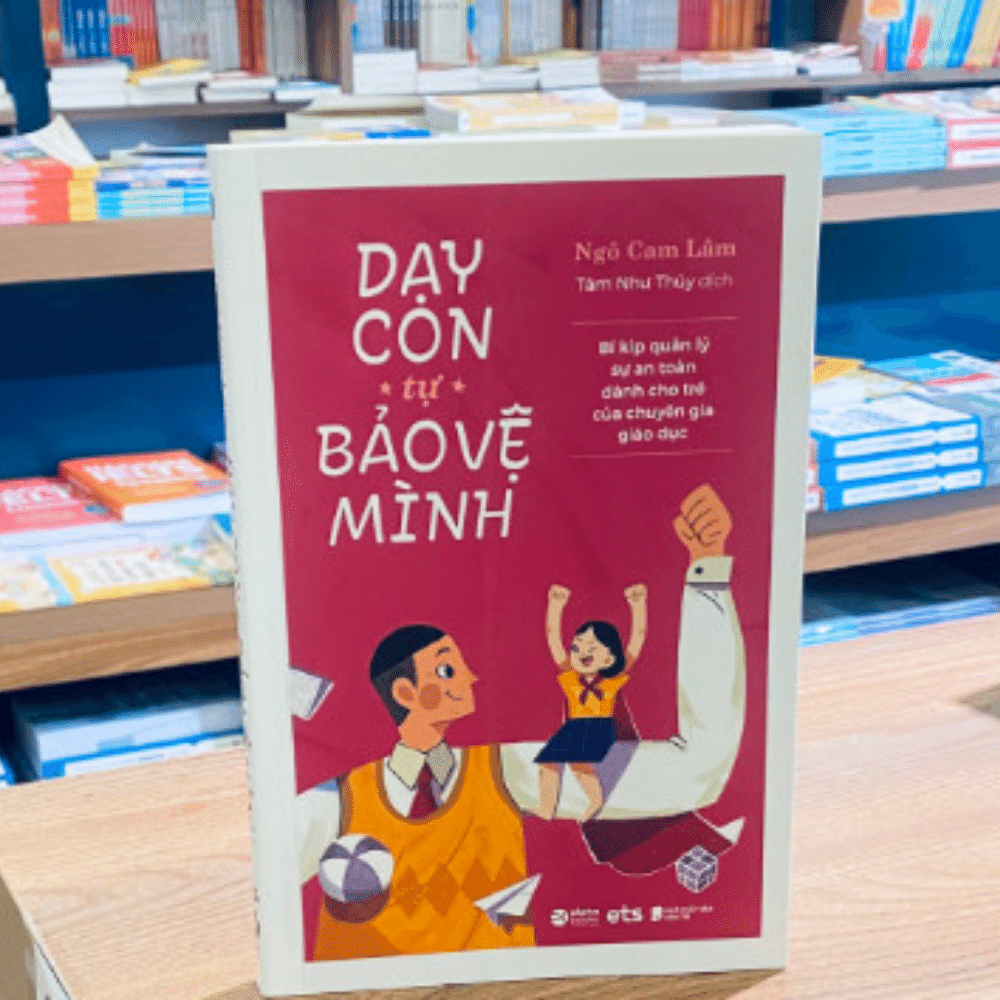 DẠY
CON
tự
BẢO VỆ
MÌNH
Ngô Cam Lâm
Tâm Như Thủy dịch
Bí kíp quản lý
sự an toàn
dành cho trẻ
của chuyên gia
giáo dục
ets